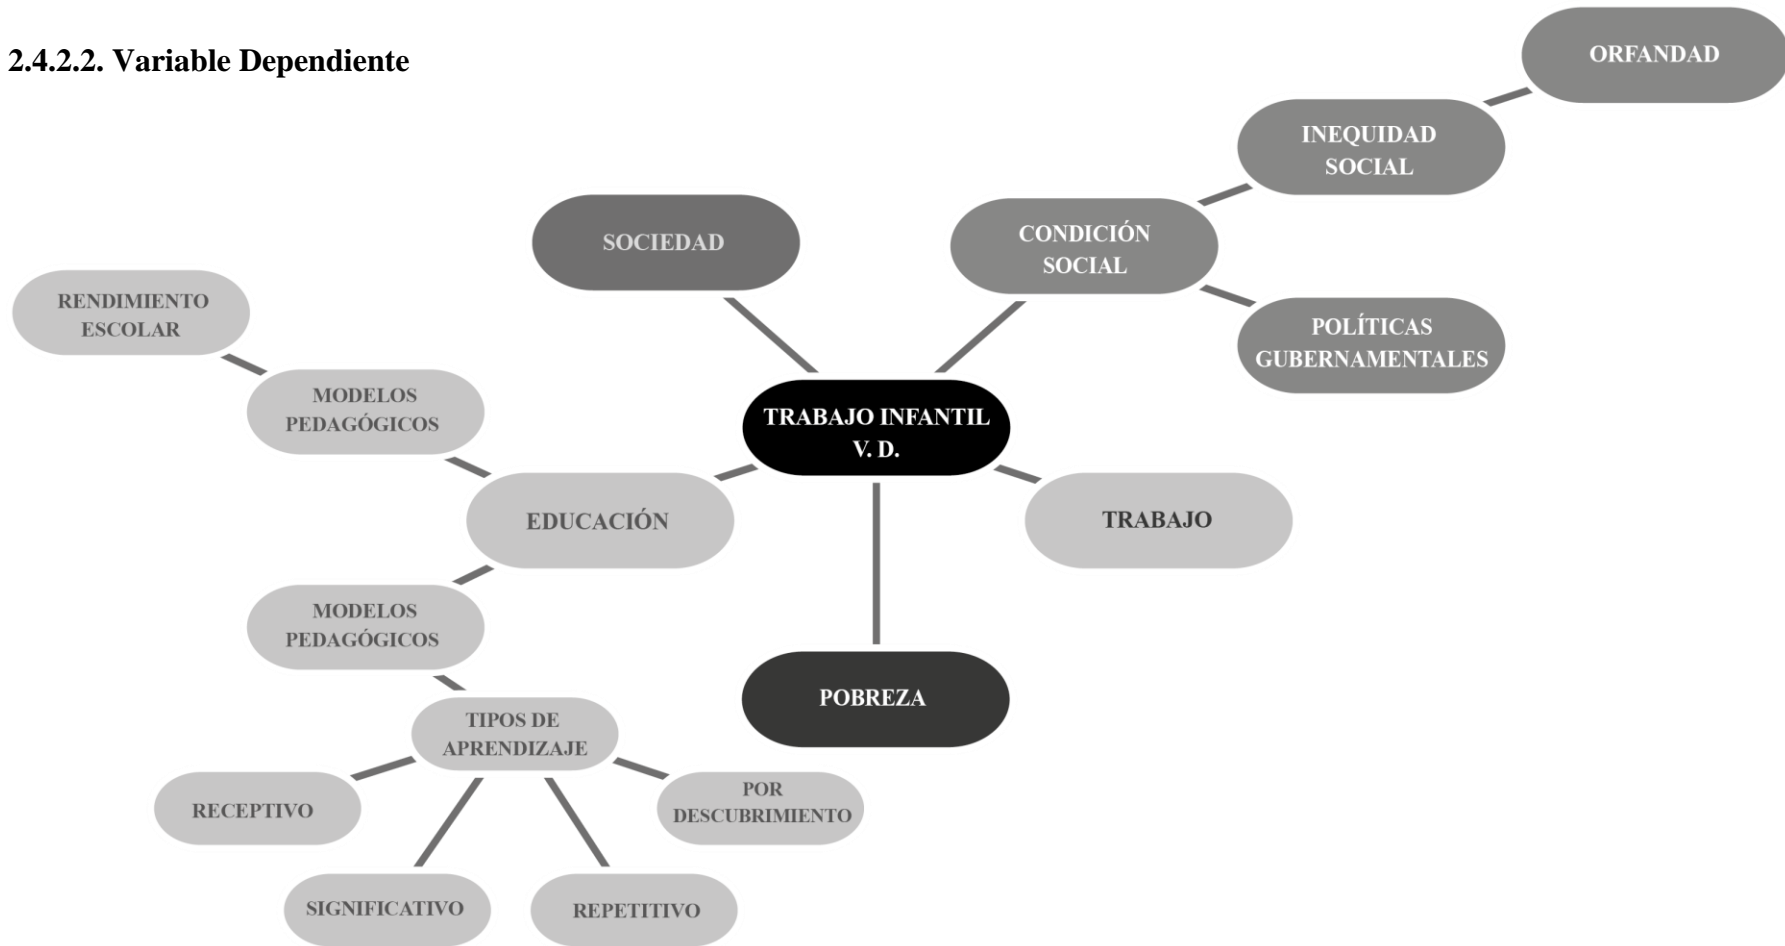 2.4.2.2. Variable Dependiente
ORFANDAD
INEQUIDAD
SOCIAL
CONDICIÓN
SOCIAL
SOCIEDAD
POLÍTICAS
GUBERNAMENTALES
RENDIMIENTO
ESCOLAR
MODELOS
PEDAGÓGICOS
TRABAJO INFANTIL
V. D.
EDUCACIÓN
TRABAJO
MODELOS
PEDAGÓGICOS
POBREZA
TIPOS DE
APRENDIZAJE
RECEPTIVO
POR
DESCUBRIMIENTO
SIGNIFICATIVO
REPETITIVO